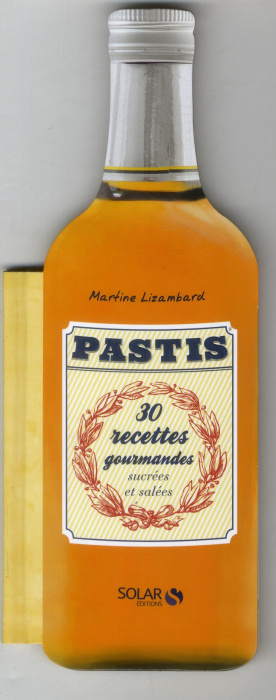 Martine Lizambard
PASTIS
30
recettes
gourmandes
sucrées
et salées
SOLAR S
EDITIONS